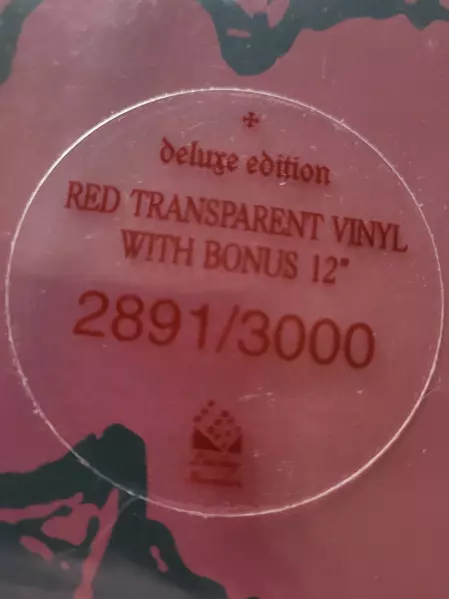 deluxe edition
RED TRANSPARENT VINYL
WITH BONUS 12"
2891/3000